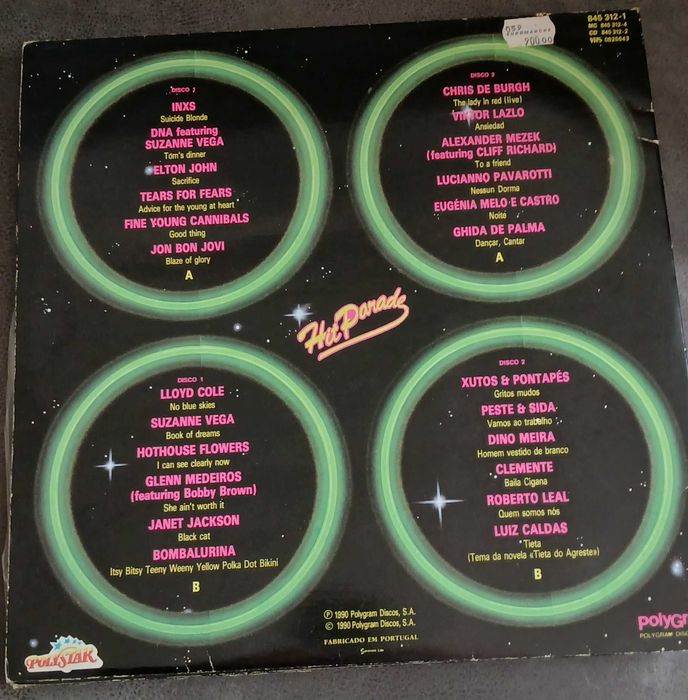 059
EUROMARCHE
900.00
845 312-1
MC 845 312-4
CD 845 312-2
VHS 0825643
DISCO 1
INXS
Suicide Blonde
DNA featuring
SUZANNE VEGA
Tom's dinner
ELTON JOHN
Sacrifice
TEARS FOR FEARS
Advice for the young at heart
FINE YOUNG CANNIBALS
Good thing
JON BON JOVI
Blaze of glory
A
DISCO 2
CHRIS DE BURGH
The lady in red (live)
VIKTOR LAZLO
Ansiedad
ALEXANDER MEZEK
(featuring CLIFF RICHARD)
To a friend
LUCIANNO PAVAROTTI
Nessun Dorma
EUGÉNIA MELO E CASTRO
Noite
GHIDA DE PALMA
Dançar, Cantar
A
Hit Parade
DISCO 1
LLOYD COLE
No blue skies
SUZANNE VEGA
Book of dreams
HOTHOUSE FLOWERS
I can see clearly now
GLENN MEDEIROS
(featuring Bobby Brown)
She ain't worth it
JANET JACKSON
Black cat
BOMBALURINA
Itsy Bitsy Teeny Weeny Yellow Polka Dot Bikini
B
DISCO 2
XUTOS & PONTAPÉS
Gritos mudos
PESTE & SIDA
Vamos ao trabalho
DINO MEIRA
Homem vestido de branco
CLEMENTE
Baila Cigana
ROBERTO LEAL
Quem somos nós
LUIZ CALDAS
Tieta
(Tema da novela «Tieta do Agreste»)
B
℗ 1990 Polygram Discos, S.A.
© 1990 Polygram Discos, S.A.
FABRICADO EM PORTUGAL
POLYSTAR
polyGr
POLYGRAM DISC